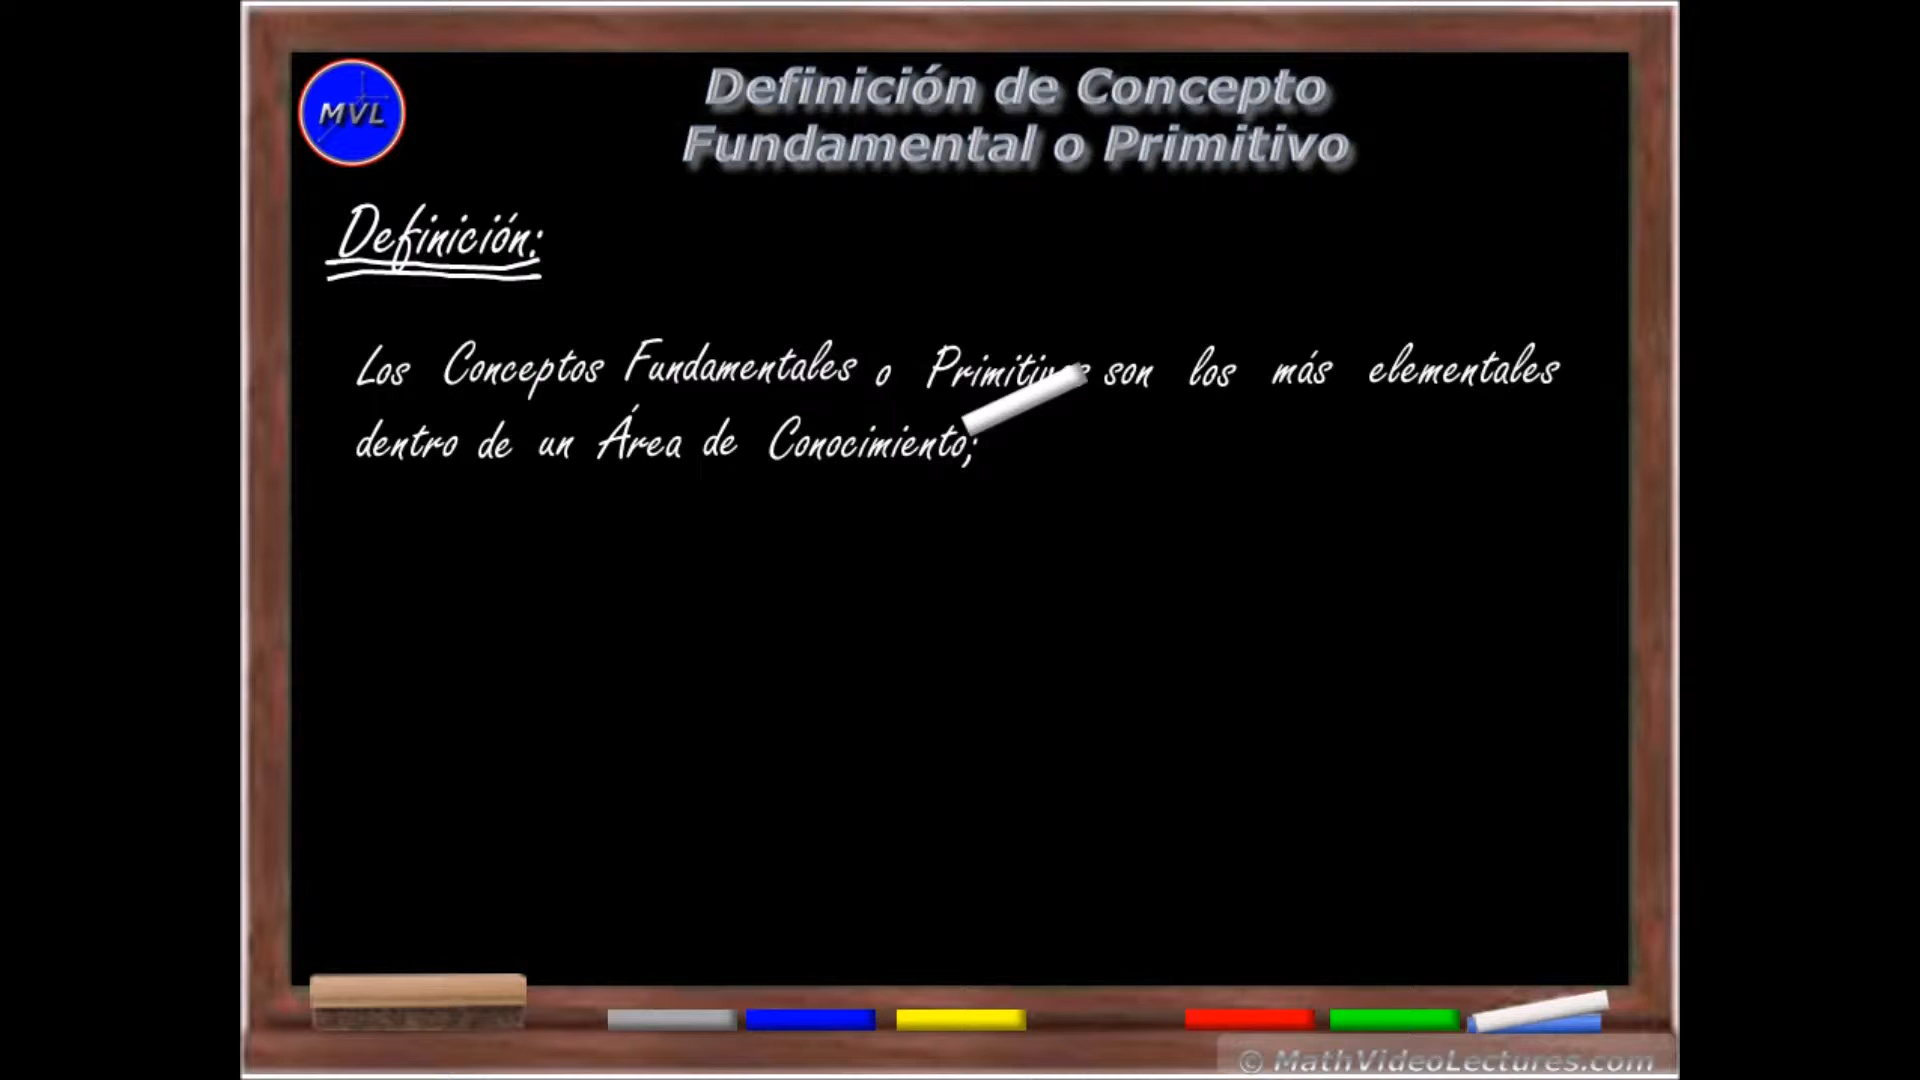 MVL
Definición de Concepto
Fundamental o Primitivo
Definición:
Los Conceptos Fundamentales o Primitivos son los más elementales
dentro de un Área de Conocimiento;
© MathVideoLectures.com